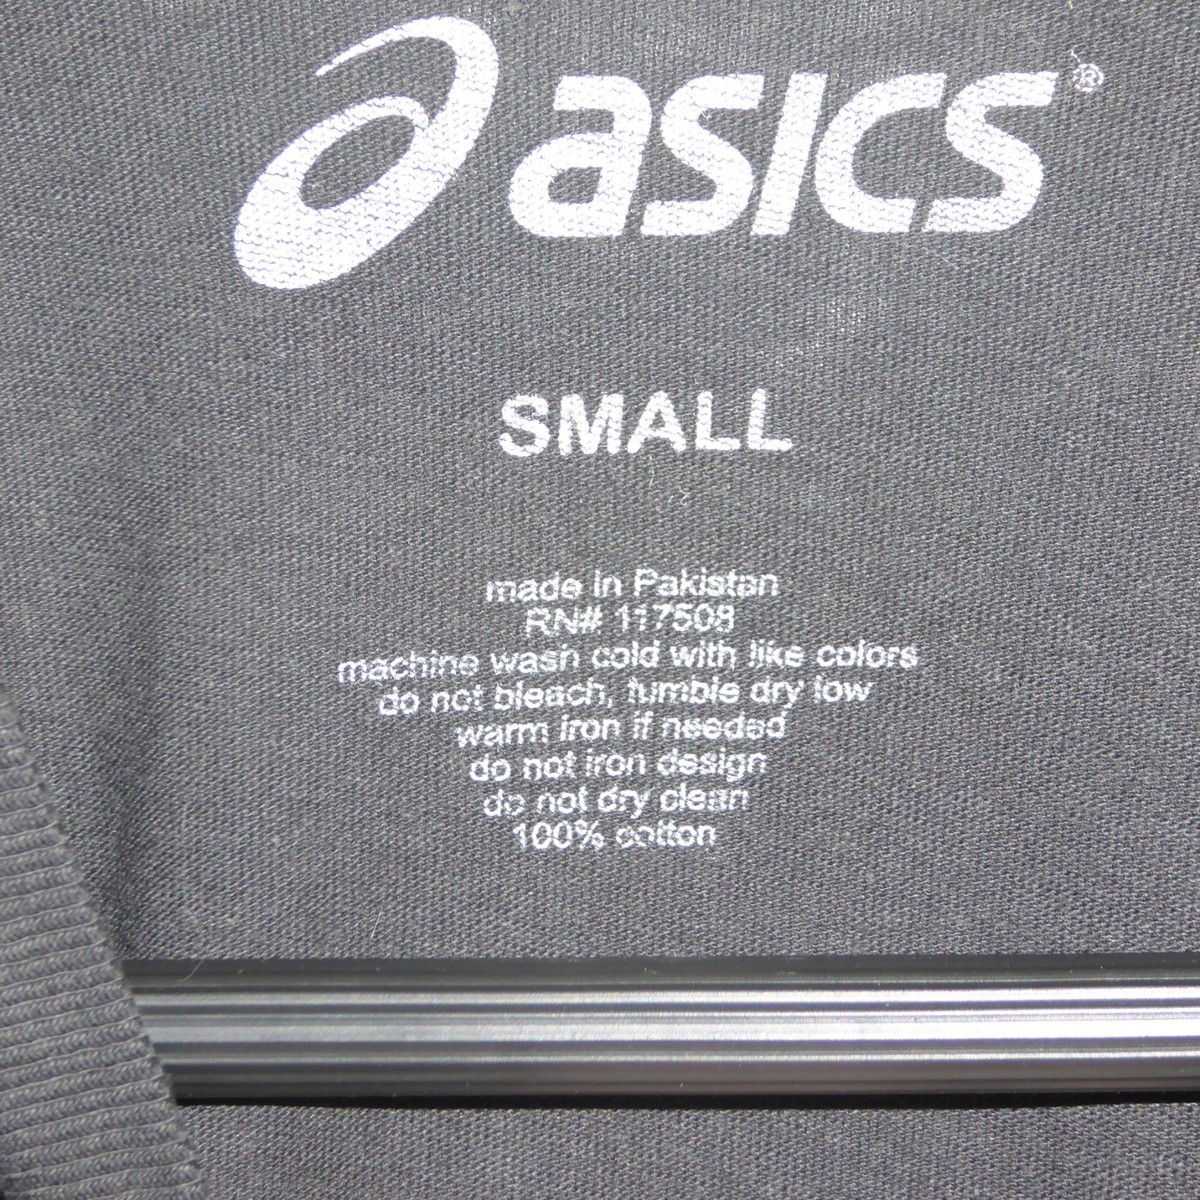 asics®
SMALL
made in Pakistan
RN# 117508
machine wash cold with like colors
do not bleach, tumble dry low
warm iron if needed
do not iron design
do not dry clean
100% cotton